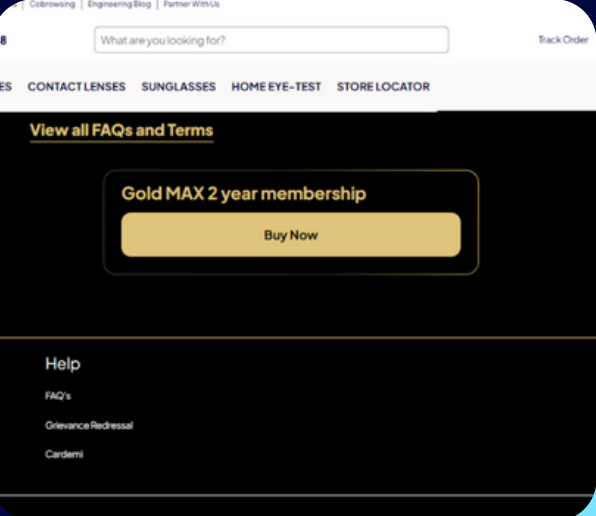 Cobrowsing | Engineering Blog | Partner With Us
8 What are you looking for? Track Order
ES CONTACT LENSES SUNGLASSES HOME EYE-TEST STORE LOCATOR
View all FAQs and Terms
Gold MAX 2 year membership
Buy Now
Help
FAQ's
Grievance Redressal
Cardemi